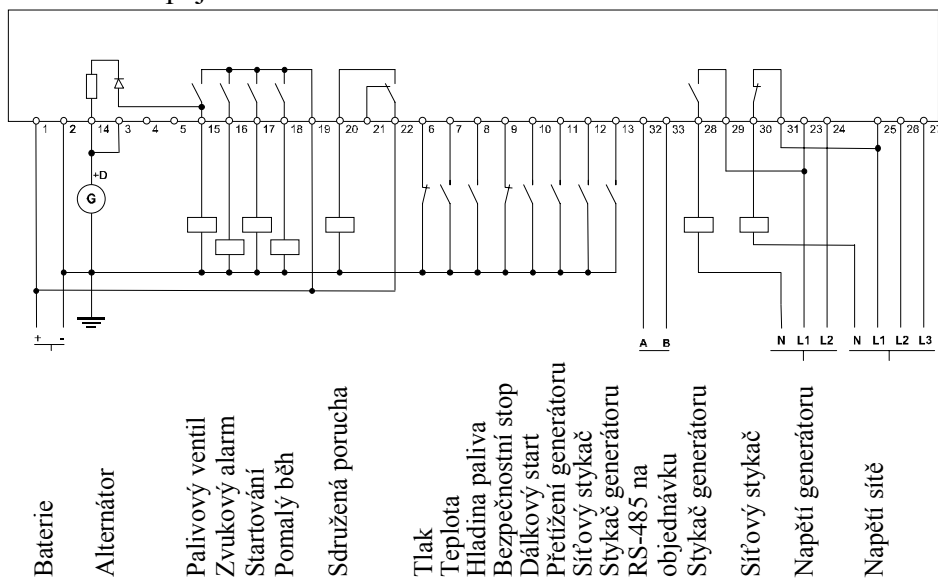 1 2 14 3 4 5 15 16 17 18 19 20 21 22 6 7 8 9 10 11 12 13 32 33 28 29 30 31 23 24 25 26 27
+D
G
+ -
A B
N L1 L2
N L1 L2 L3
Baterie
Alternátor
Palivový ventil
Zvukový alarm
Startování
Pomalý běh
Sdružená porucha
Tlak
Teplota
Hladina paliva
Bezpečnostní stop
Dálkový start
Přetížení generátoru
Síťový stykač
Stykač generátoru
RS-485 na
objednávku
Stykač generátoru
Síťový stykač
Napětí generátoru
Napětí sítě